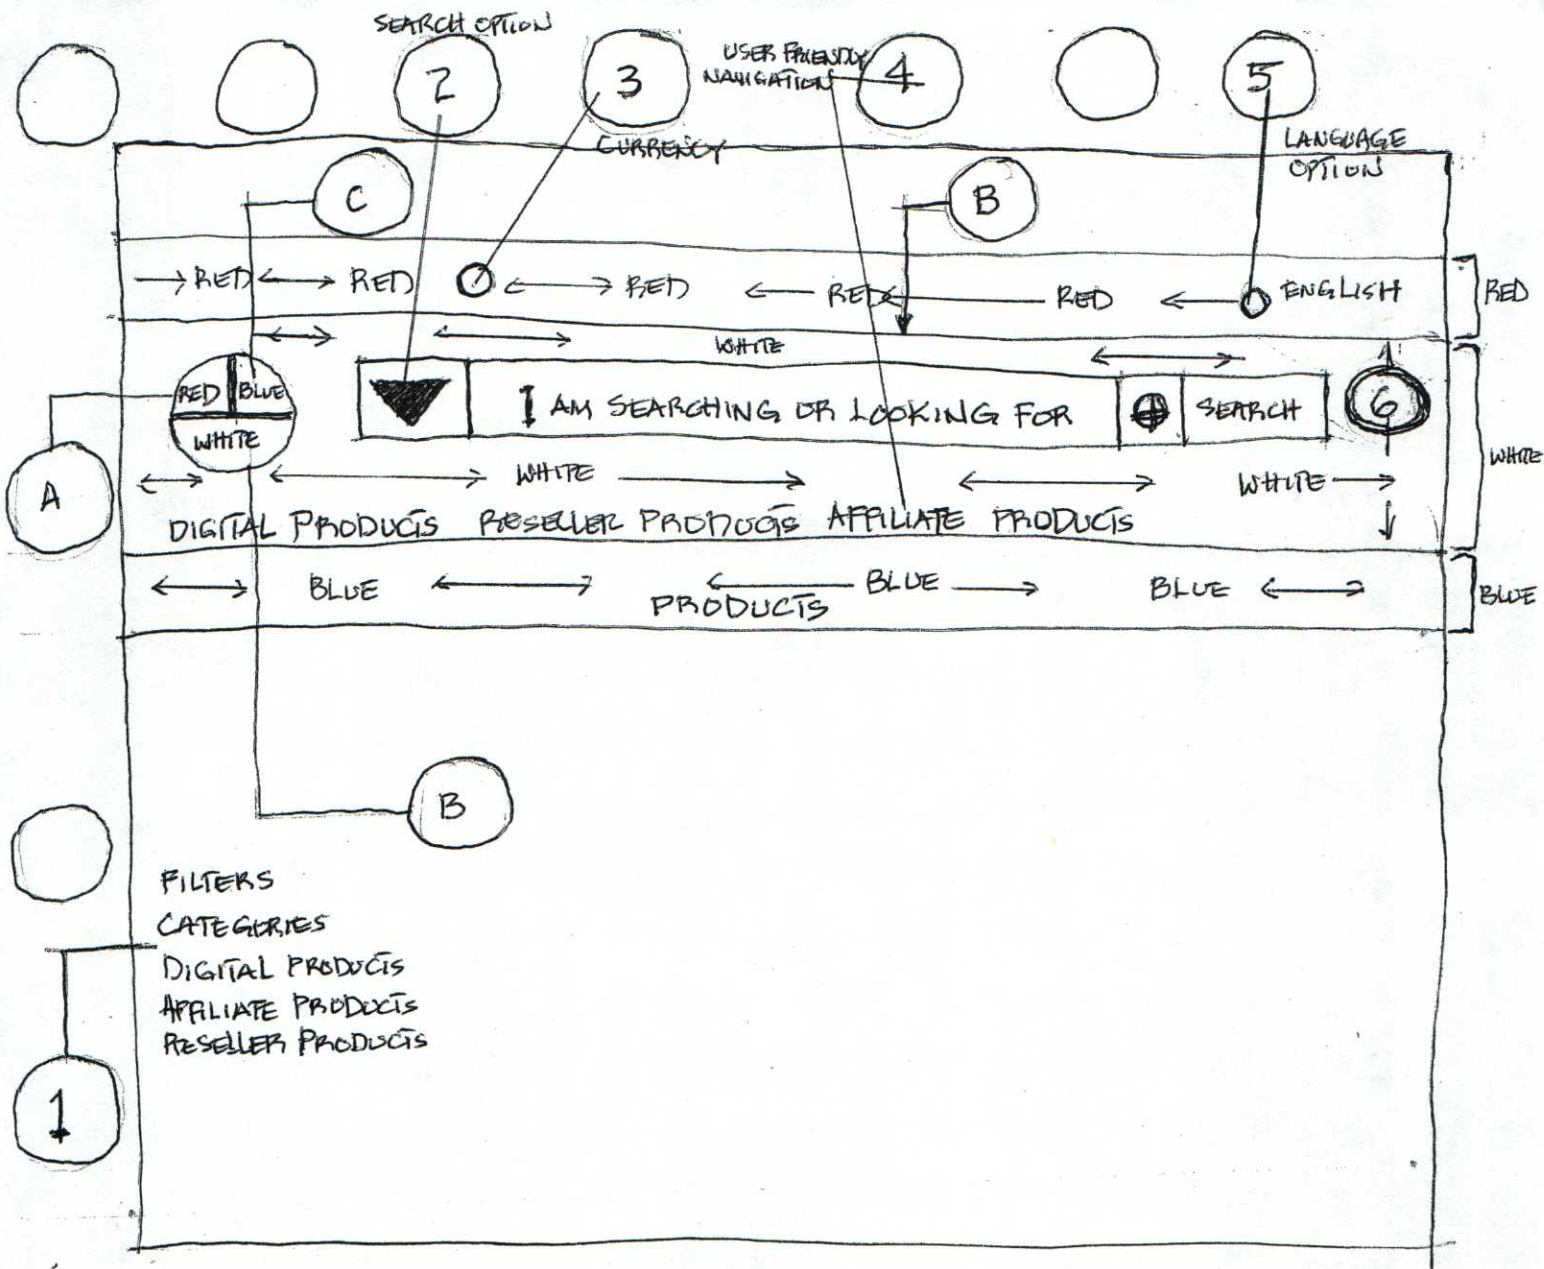 SEARCH OPTION
2
3
USER FRIENDLY
NAVIGATION
4
5
CURRENCY
LANGUAGE
OPTION
C
B
RED
RED
RED
RED
RED
ENGLISH
RED
WHITE
RED
BLUE
WHITE
I AM SEARCHING OR LOOKING FOR
SEARCH
6
A
WHITE
WHITE
WHITE
DIGITAL PRODUCTS RESELLER PRODUCTS AFFILIATE PRODUCTS
BLUE
BLUE
BLUE
BLUE
PRODUCTS
B
FILTERS
CATEGORIES
DIGITAL PRODUCTS
AFFILIATE PRODUCTS
RESELLER PRODUCTS
1